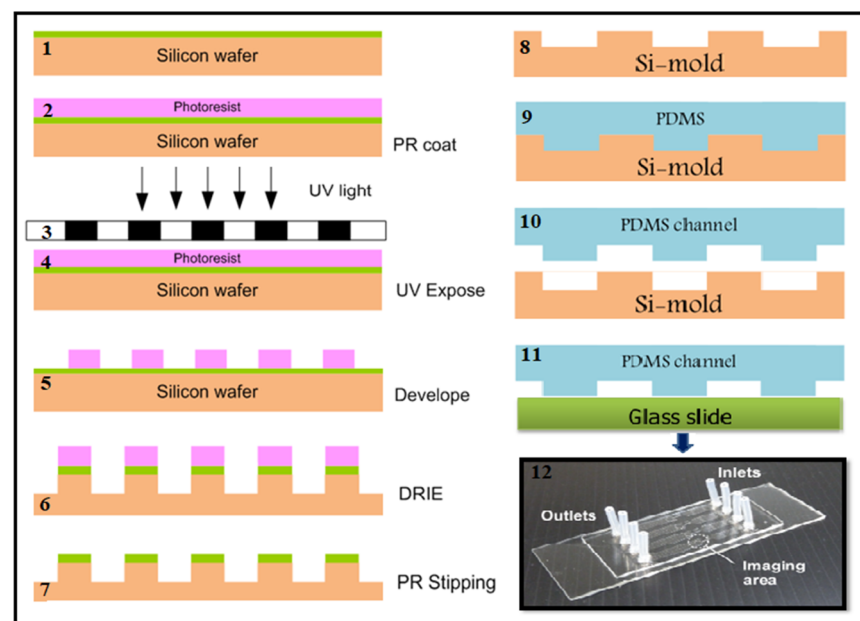 1
Silicon wafer
2
Photoresist
Silicon wafer
PR coat
UV light
3
4
Photoresist
Silicon wafer
UV Expose
5
Silicon wafer
Develope
6
DRIE
7
PR Stipping
8
Si-mold
9
PDMS
Si-mold
10
PDMS channel
Si-mold
11
PDMS channel
Glass slide
12
Inlets
Outlets
Imaging
area